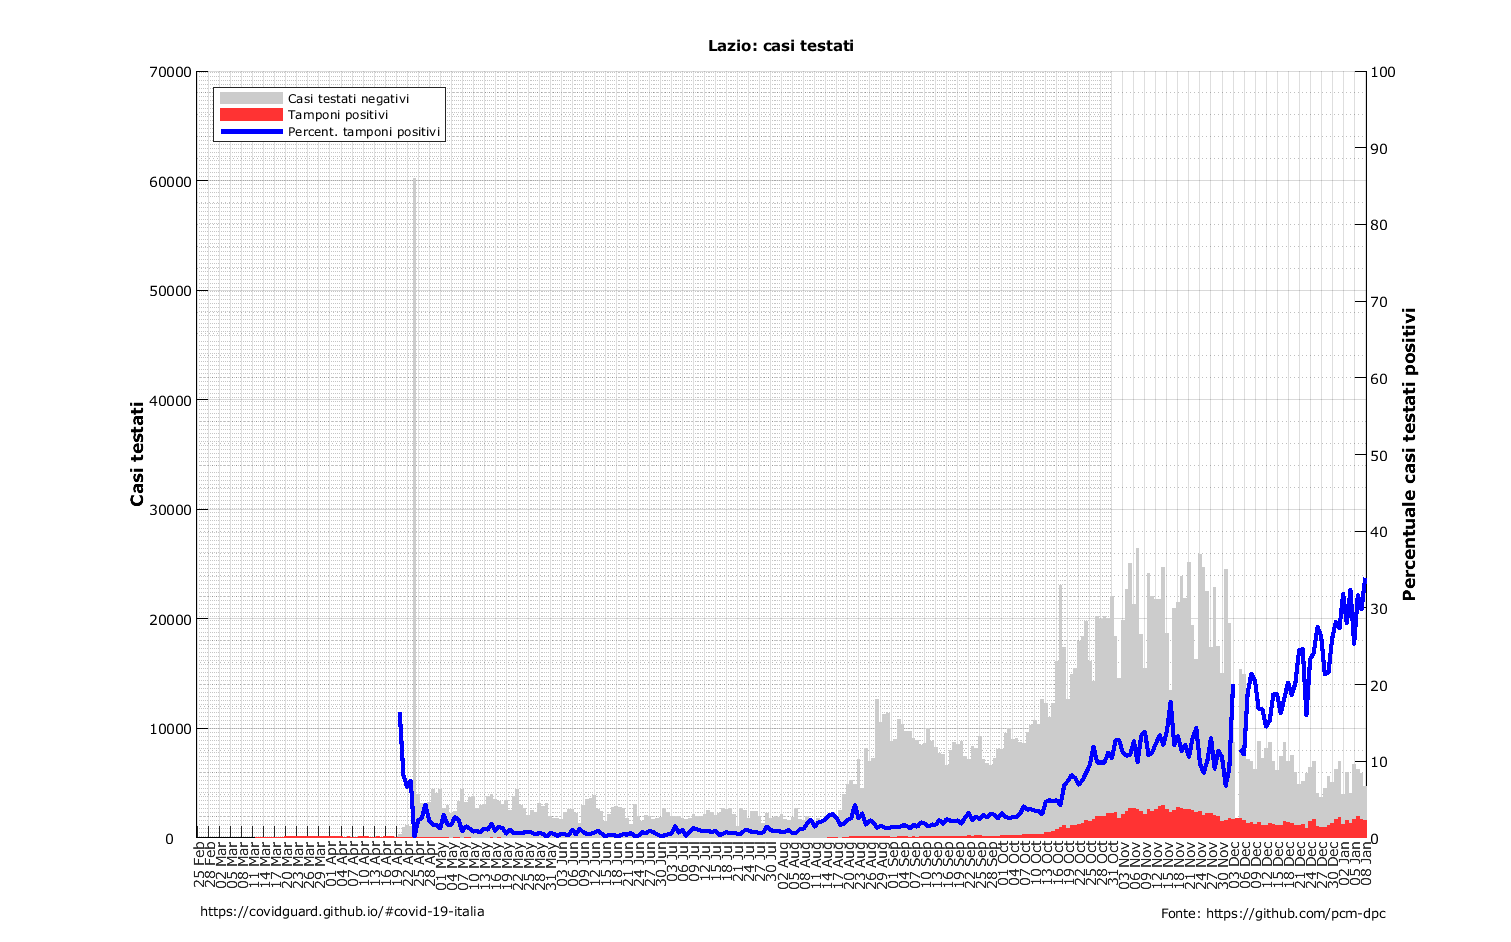 Lazio: casi testati
Casi testati negativi
Tamponi positivi
Percent. tamponi positivi
70000
60000
50000
40000
30000
20000
10000
0
Casi testati
100
90
80
70
60
50
40
30
20
10
0
Percentuale casi testati positivi
25 Feb
28 Feb
02 Mar
05 Mar
08 Mar
11 Mar
14 Mar
17 Mar
20 Mar
23 Mar
26 Mar
29 Mar
01 Apr
04 Apr
07 Apr
10 Apr
13 Apr
16 Apr
19 Apr
22 Apr
25 Apr
28 Apr
01 May
04 May
07 May
10 May
13 May
16 May
19 May
22 May
25 May
28 May
31 May
03 Jun
06 Jun
09 Jun
12 Jun
15 Jun
18 Jun
21 Jun
24 Jun
27 Jun
30 Jun
03 Jul
06 Jul
09 Jul
12 Jul
15 Jul
18 Jul
21 Jul
24 Jul
27 Jul
30 Jul
02 Aug
05 Aug
08 Aug
11 Aug
14 Aug
17 Aug
20 Aug
23 Aug
26 Aug
29 Aug
01 Sep
04 Sep
07 Sep
10 Sep
13 Sep
16 Sep
19 Sep
22 Sep
25 Sep
28 Sep
01 Oct
04 Oct
07 Oct
10 Oct
13 Oct
16 Oct
19 Oct
22 Oct
25 Oct
28 Oct
31 Oct
03 Nov
06 Nov
09 Nov
12 Nov
15 Nov
18 Nov
21 Nov
24 Nov
27 Nov
30 Nov
03 Dec
06 Dec
09 Dec
12 Dec
15 Dec
18 Dec
21 Dec
24 Dec
27 Dec
30 Dec
02 Jan
05 Jan
08 Jan
https://covidguard.github.io/#covid-19-italia
Fonte: https://github.com/pcm-dpc